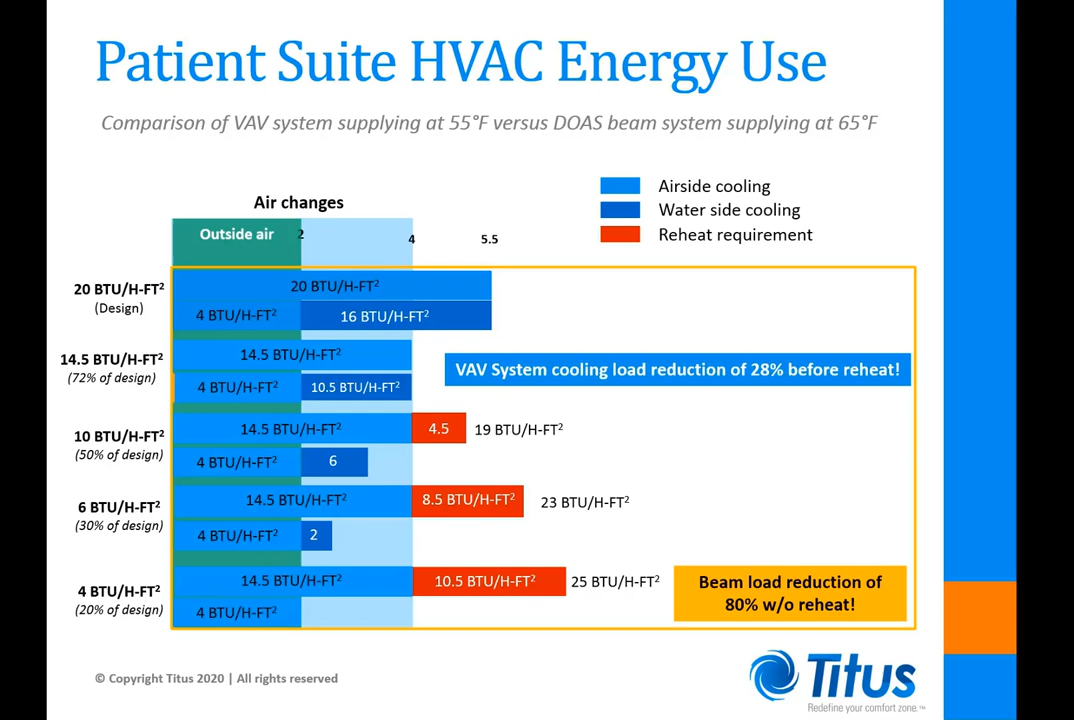 Patient Suite HVAC Energy Use
Comparison of VAV system supplying at 55°F versus DOAS beam system supplying at 65°F
Airside cooling
Water side cooling
Reheat requirement
Air changes
Outside air 2
4
5.5
20 BTU/H-FT²
(Design)
20 BTU/H-FT²
4 BTU/H-FT² 16 BTU/H-FT²
14.5 BTU/H-FT²
(72% of design)
14.5 BTU/H-FT²
4 BTU/H-FT² 10.5 BTU/H-FT²
VAV System cooling load reduction of 28% before reheat!
10 BTU/H-FT²
(50% of design)
14.5 BTU/H-FT² 4.5 19 BTU/H-FT²
4 BTU/H-FT² 6
6 BTU/H-FT²
(30% of design)
14.5 BTU/H-FT² 8.5 BTU/H-FT² 23 BTU/H-FT²
4 BTU/H-FT² 2
4 BTU/H-FT²
(20% of design)
14.5 BTU/H-FT² 10.5 BTU/H-FT² 25 BTU/H-FT²
4 BTU/H-FT²
Beam load reduction of
80% w/o reheat!
© Copyright Titus 2020 | All rights reserved
Titus
Redefine your comfort zone.™